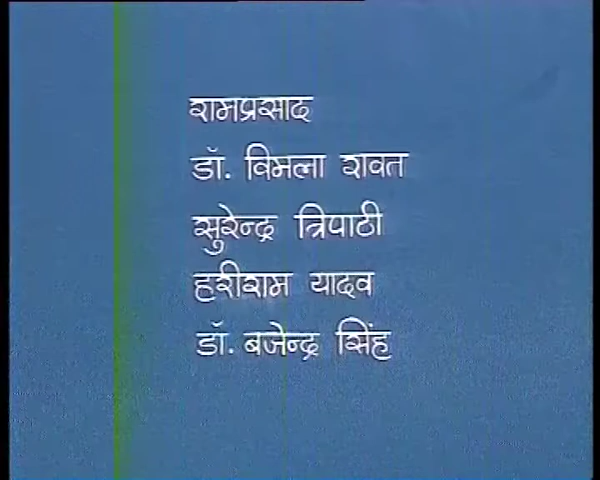 रामप्रसाद
डॉ. विमला रावत
सुरेन्द्र त्रिपाठी
हरीराम यादव
डॉ. बजेन्द्र सिंह